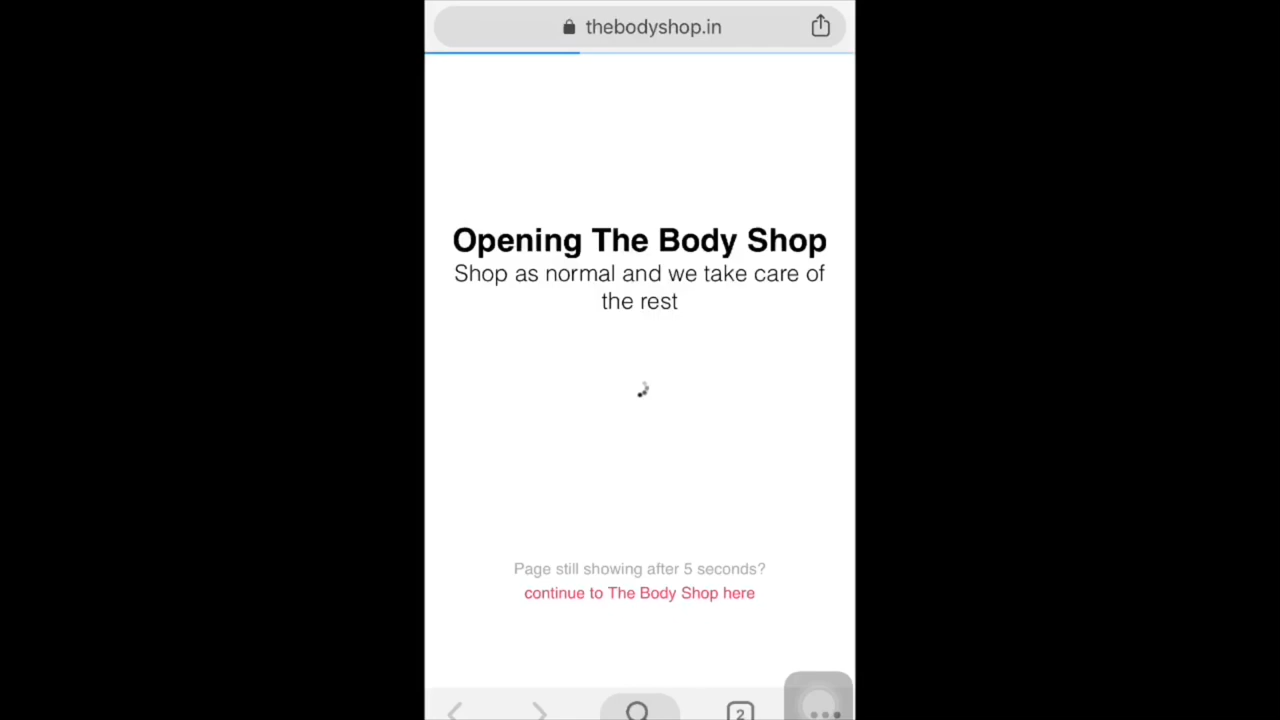 thebodyshop.in
Opening The Body Shop
Shop as normal and we take care of
the rest
Page still showing after 5 seconds?
continue to The Body Shop here
2